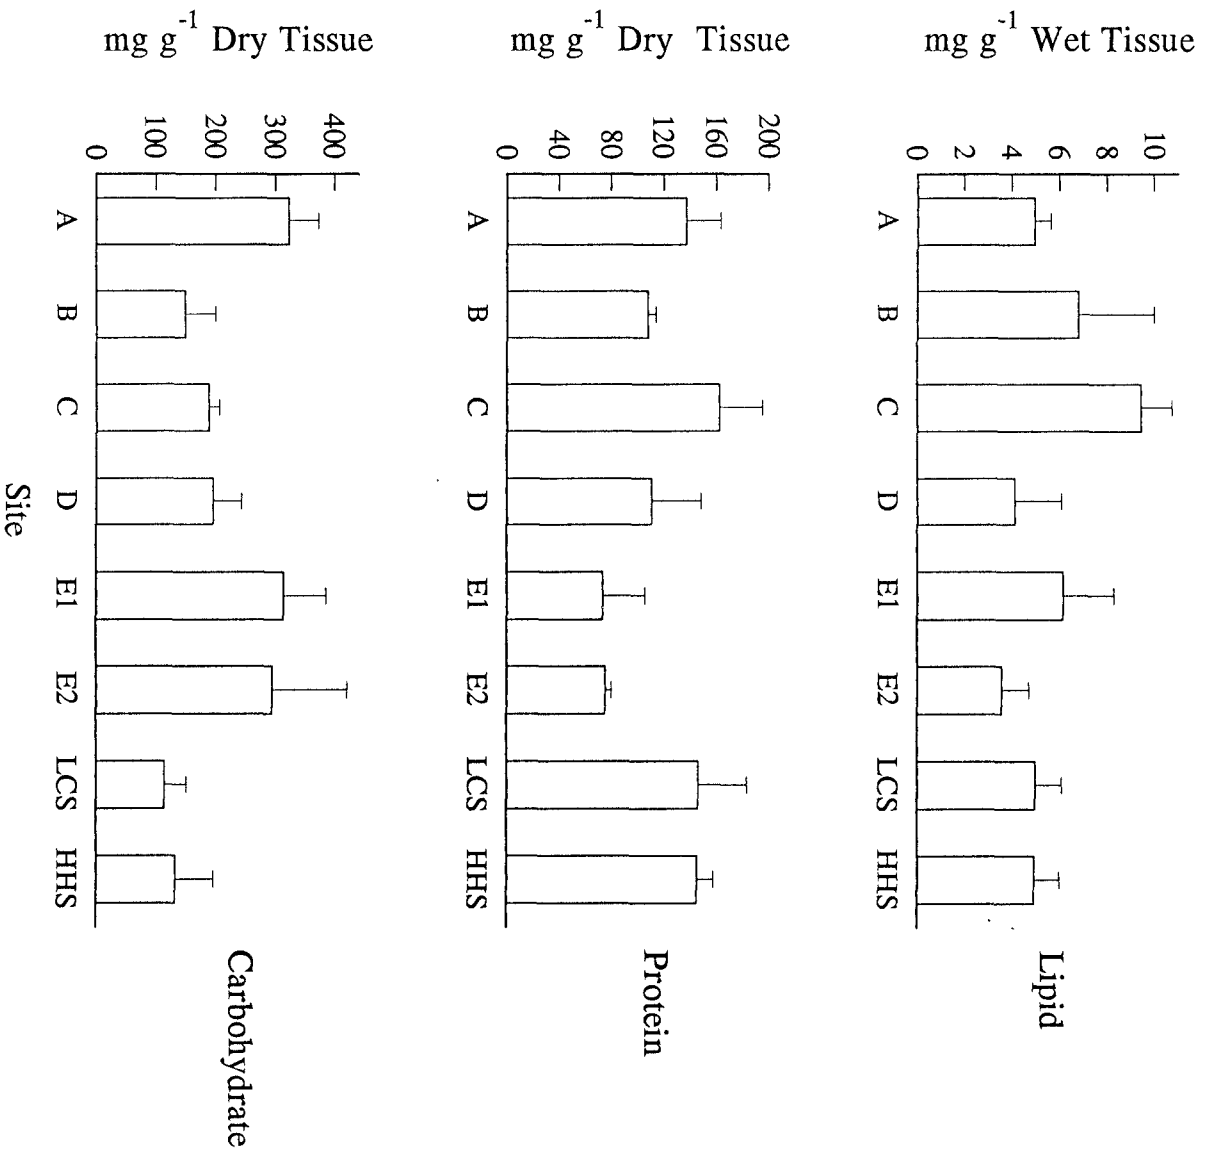 mg g⁻¹ Wet Tissue
0 2 4 6 8 10
A B C D E1 E2 LCS HHS
Lipid
mg g⁻¹ Dry Tissue
0 40 80 120 160 200
A B C D E1 E2 LCS HHS
Protein
mg g⁻¹ Dry Tissue
0 100 200 300 400
A B C D E1 E2 LCS HHS
Carbohydrate
Site